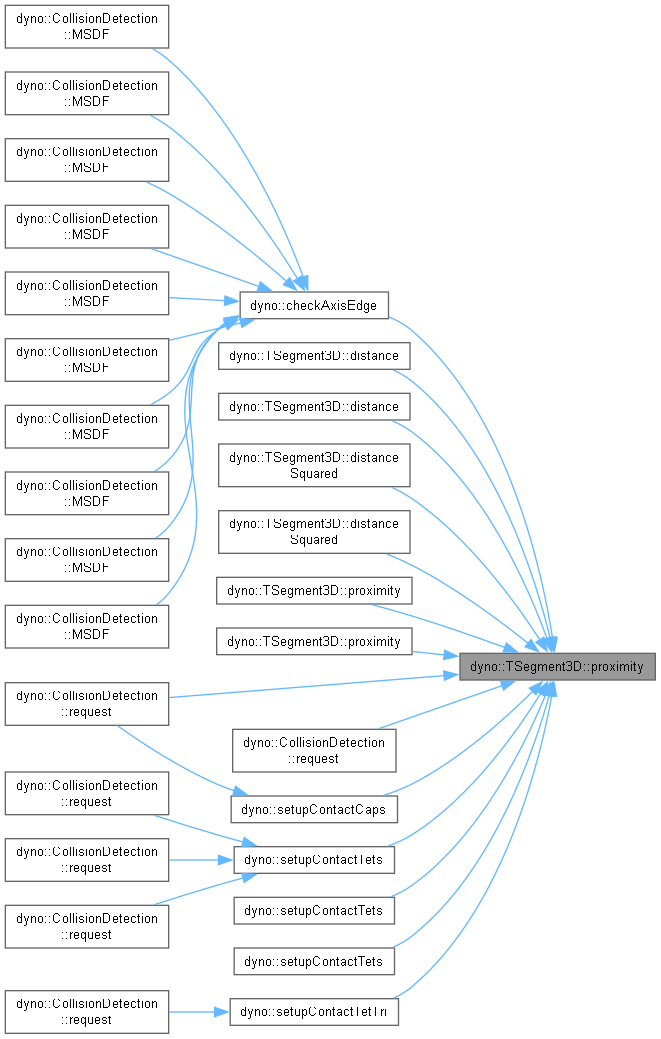 dyno::CollisionDetection
::MSDF
dyno::CollisionDetection
::MSDF
dyno::CollisionDetection
::MSDF
dyno::CollisionDetection
::MSDF
dyno::CollisionDetection
::MSDF
dyno::CollisionDetection
::MSDF
dyno::CollisionDetection
::MSDF
dyno::CollisionDetection
::MSDF
dyno::CollisionDetection
::MSDF
dyno::CollisionDetection
::MSDF
dyno::checkAxisEdge
dyno::TSegment3D::distance
dyno::TSegment3D::distance
dyno::TSegment3D::distance
Squared
dyno::TSegment3D::distance
Squared
dyno::TSegment3D::proximity
dyno::TSegment3D::proximity
dyno::TSegment3D::proximity
dyno::CollisionDetection
::request
dyno::CollisionDetection
::request
dyno::setupContactCaps
dyno::CollisionDetection
::request
dyno::CollisionDetection
::request
dyno::CollisionDetection
::request
dyno::setupContactTets
dyno::setupContactTets
dyno::setupContactTets
dyno::CollisionDetection
::request
dyno::setupContactTetTri